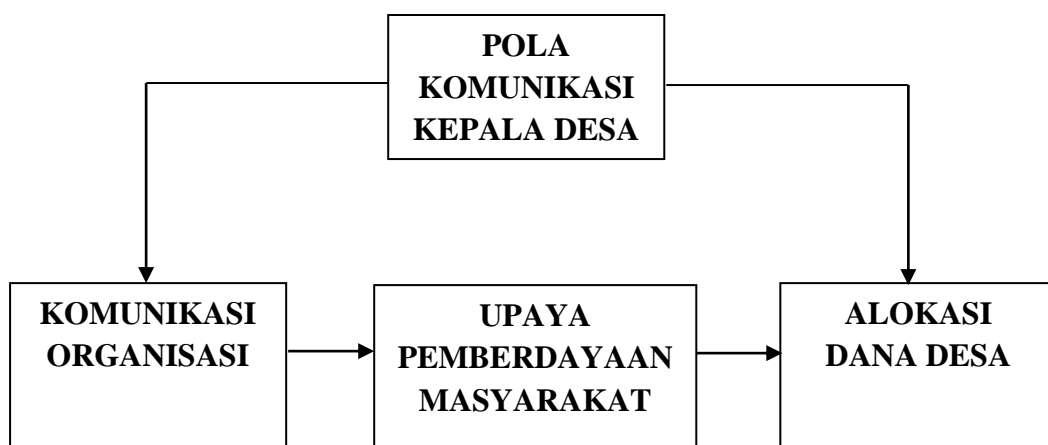 POLA
KOMUNIKASI
KEPALA DESA
KOMUNIKASI
ORGANISASI
UPAYA
PEMBERDAYAAN
MASYARAKAT
ALOKASI
DANA DESA